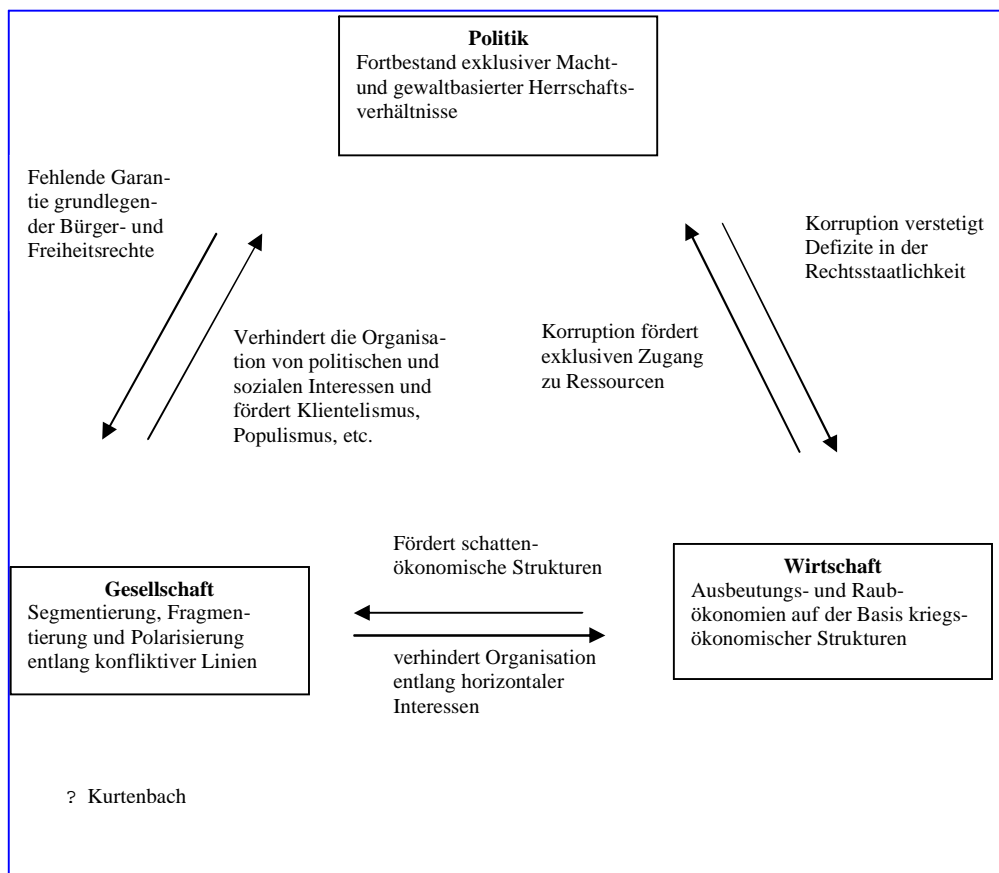 Politik
Fortbestand exklusiver Macht-
und gewaltbasierter Herrschafts-
verhältnisse
Fehlende Garan-
tie grundlegen-
der Bürger- und
Freiheitsrechte
Korruption verstetigt
Defizite in der
Rechtsstaatlichkeit
Verhindert die Organisa-
tion von politischen und
sozialen Interessen und
fördert Klientelismus,
Populismus, etc.
Korruption fördert
exklusiven Zugang
zu Ressourcen
Fördert schatten-
ökonomische Strukturen
Gesellschaft
Segmentierung, Fragmen-
tierung und Polarisierung
entlang konfliktiver Linien
Wirtschaft
Ausbeutungs- und Raub-
ökonomien auf der Basis kriegs-
ökonomischer Strukturen
verhindert Organisation
entlang horizontaler
Interessen
? Kurtenbach